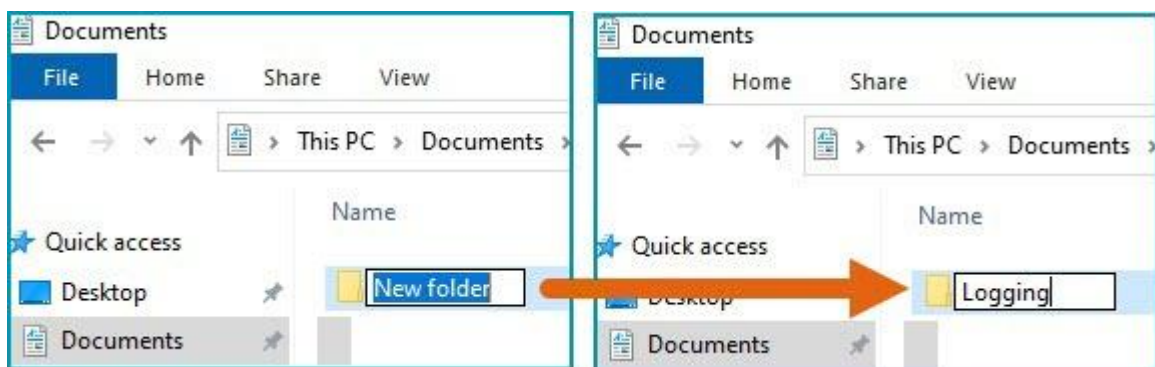 Documents
File Home Share View
This PC > Documents >
Name
Quick access
Desktop
New folder
Documents
Documents
File Home Share View
This PC > Documents >
Name
Quick access
Desktop
Logging
Documents